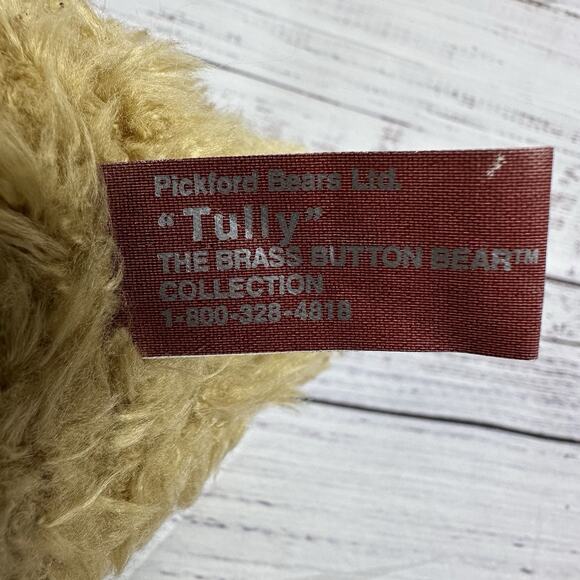 Pickford Bears Ltd.
"Tully"
THE BRASS BUTTON BEAR™
COLLECTION
1-800-328-4818